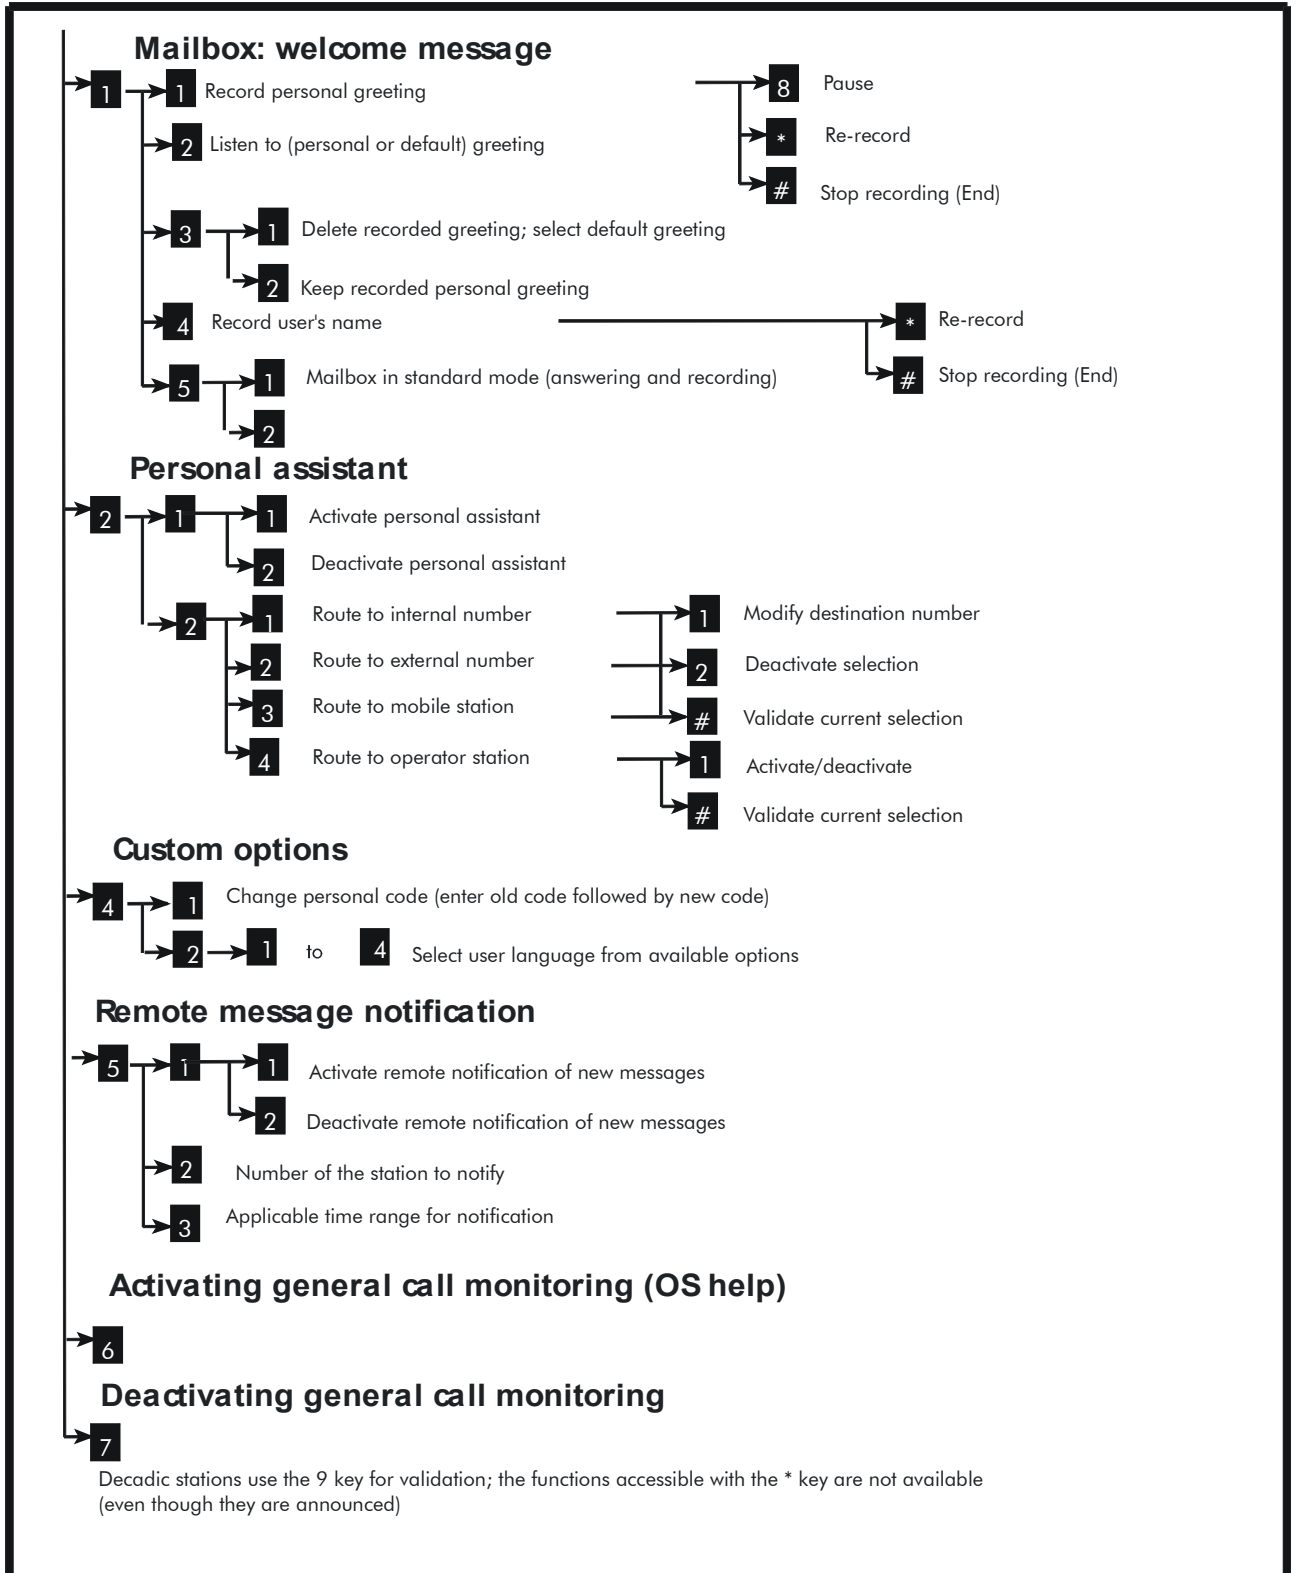 Mailbox: welcome message
1 1 Record personal greeting 8 Pause
2 Listen to (personal or default) greeting * Re-record
# Stop recording (End)
3 1 Delete recorded greeting; select default greeting
2 Keep recorded personal greeting
4 Record user's name * Re-record
5 1 Mailbox in standard mode (answering and recording) # Stop recording (End)
2
Personal assistant
2 1 1 Activate personal assistant
2 Deactivate personal assistant
2 1 Route to internal number 1 Modify destination number
2 Route to external number 2 Deactivate selection
3 Route to mobile station # Validate current selection
4 Route to operator station 1 Activate/deactivate
# Validate current selection
Custom options
4 1 Change personal code (enter old code followed by new code)
2 1 to 4 Select user language from available options
Remote message notification
5 1 1 Activate remote notification of new messages
2 Deactivate remote notification of new messages
2 Number of the station to notify
3 Applicable time range for notification
Activating general call monitoring (OS help)
6
Deactivating general call monitoring
7
Decadic stations use the 9 key for validation; the functions accessible with the * key are not available
(even though they are announced)